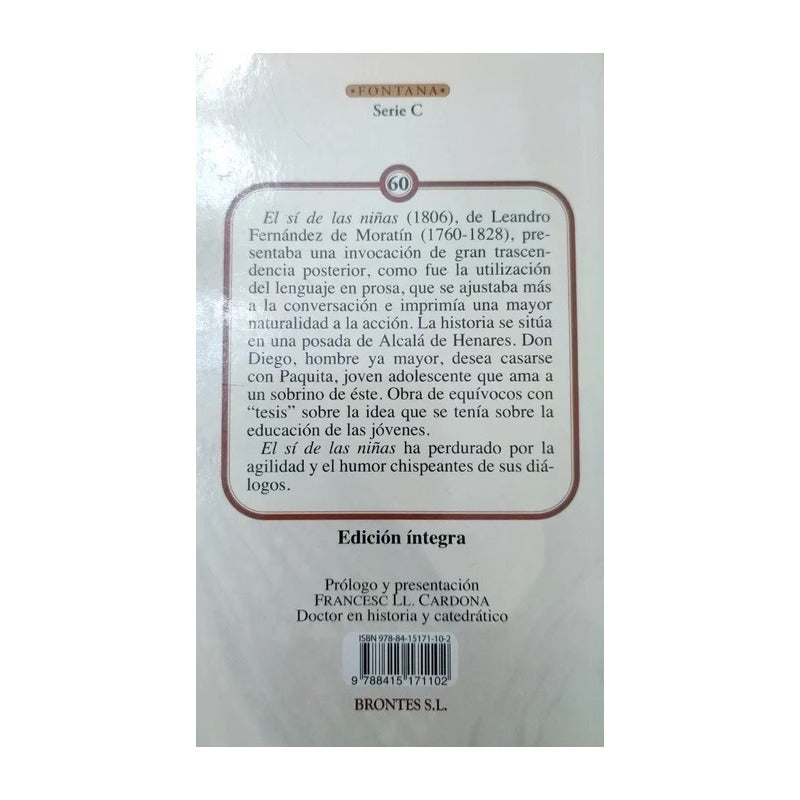 FONTANA
Serie C
60
El sí de las niñas (1806), de Leandro
Fernández de Moratín (1760-1828), pre-
sentaba una invocación de gran trascen-
dencia posterior, como fue la utilización
del lenguaje en prosa, que se ajustaba más
a la conversación e imprimía una mayor
naturalidad a la acción. La historia se sitúa
en una posada de Alcalá de Henares. Don
Diego, hombre ya mayor, desea casarse
con Paquita, joven adolescente que ama a
un sobrino de éste. Obra de equívocos con
“tesis” sobre la idea que se tenía sobre la
educación de las jóvenes.
El sí de las niñas ha perdurado por la
agilidad y el humor chispeantes de sus diá-
logos.
Edición íntegra
Prólogo y presentación
FRANCESC LL. CARDONA
Doctor en historia y catedrático
ISBN 978-84-15171-10-2
9 788415 171102
BRONTES S.L.